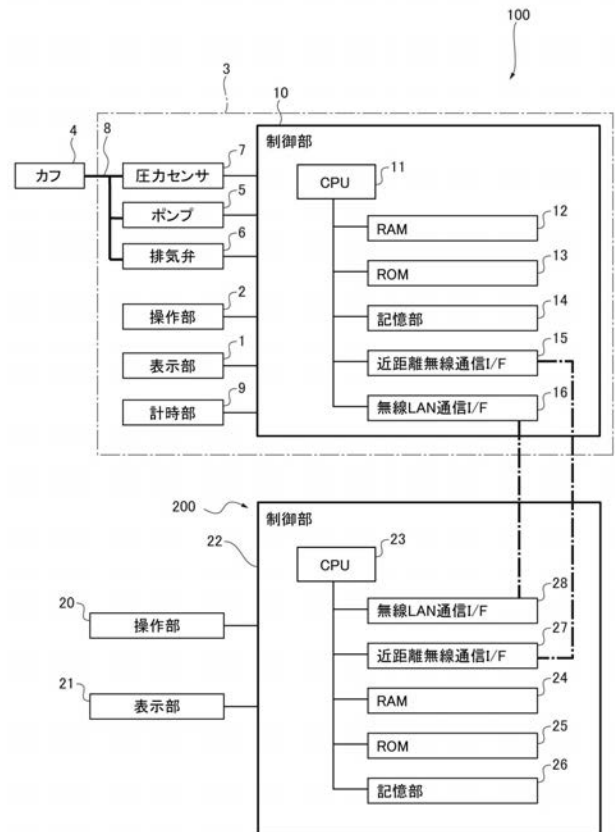 100
3
10
制御部
4
カフ
8
7
圧力センサ
5
ポンプ
6
排気弁
2
操作部
1
表示部
9
計時部
11
CPU
12
RAM
13
ROM
14
記憶部
15
近距離無線通信I/F
16
無線LAN通信I/F
200
22
制御部
23
CPU
28
無線LAN通信I/F
27
近距離無線通信I/F
20
操作部
21
表示部
24
RAM
25
ROM
26
記憶部